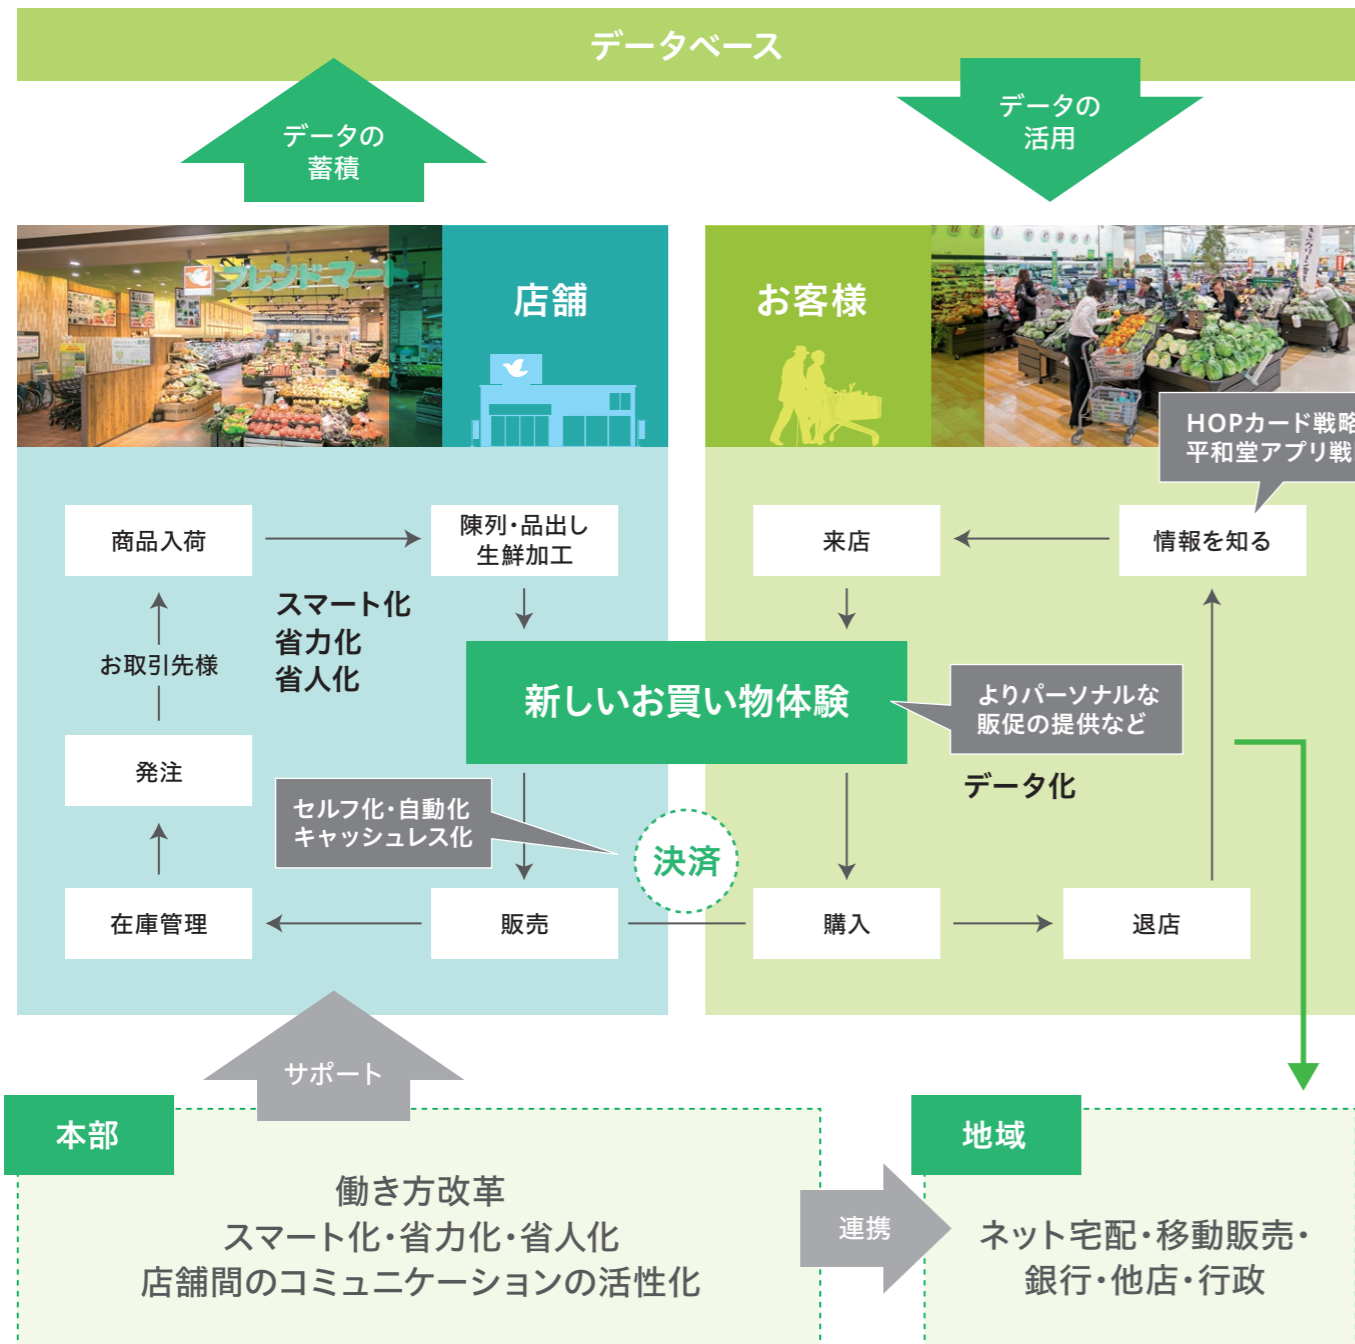 データベース
データの
蓄積
データの
活用
フレンドマート
店舗
お客様
HOPカード戦略
平和堂アプリ戦
商品入荷
陳列・品出し
生鮮加工
来店
情報を知る
スマート化
省力化
省人化
お取引先様
新しいお買い物体験
よりパーソナルな
販促の提供など
発注
データ化
セルフ化・自動化
キャッシュレス化
決済
在庫管理
販売
購入
退店
サポート
本部
働き方改革
スマート化・省力化・省人化
店舗間のコミュニケーションの活性化
連携
地域
ネット宅配・移動販売・
銀行・他店・行政